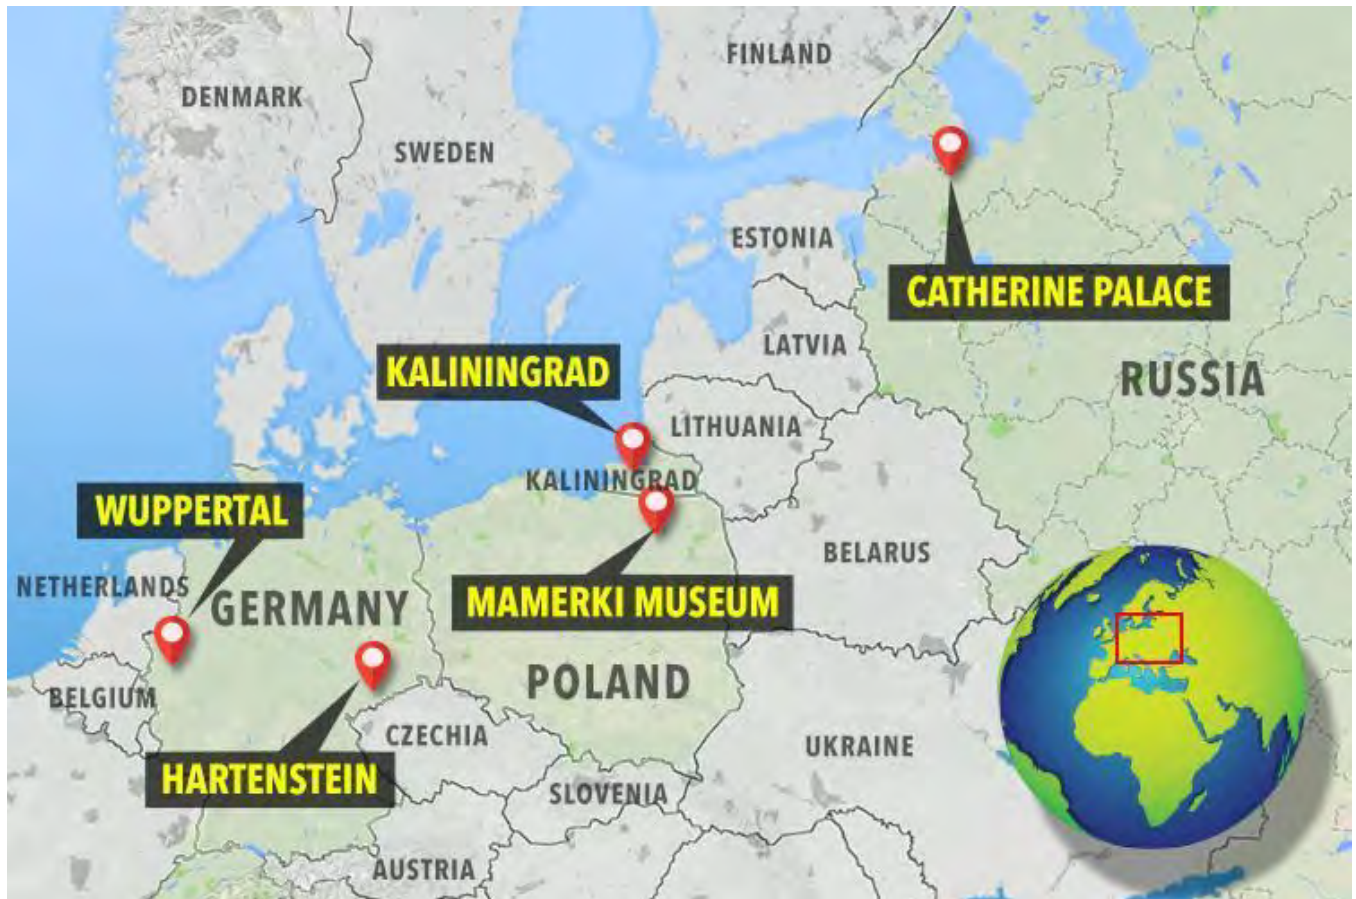 FINLAND
DENMARK
SWEDEN
ESTONIA
CATHERINE PALACE
LATVIA
KALININGRAD
RUSSIA
LITHUANIA
KALININGRAD
WUPPERTAL
BELARUS
NETHERLANDS
GERMANY
MAMERKI MUSEUM
POLAND
BELGIUM
CZECHIA
UKRAINE
HARTENSTEIN
SLOVENIA
AUSTRIA